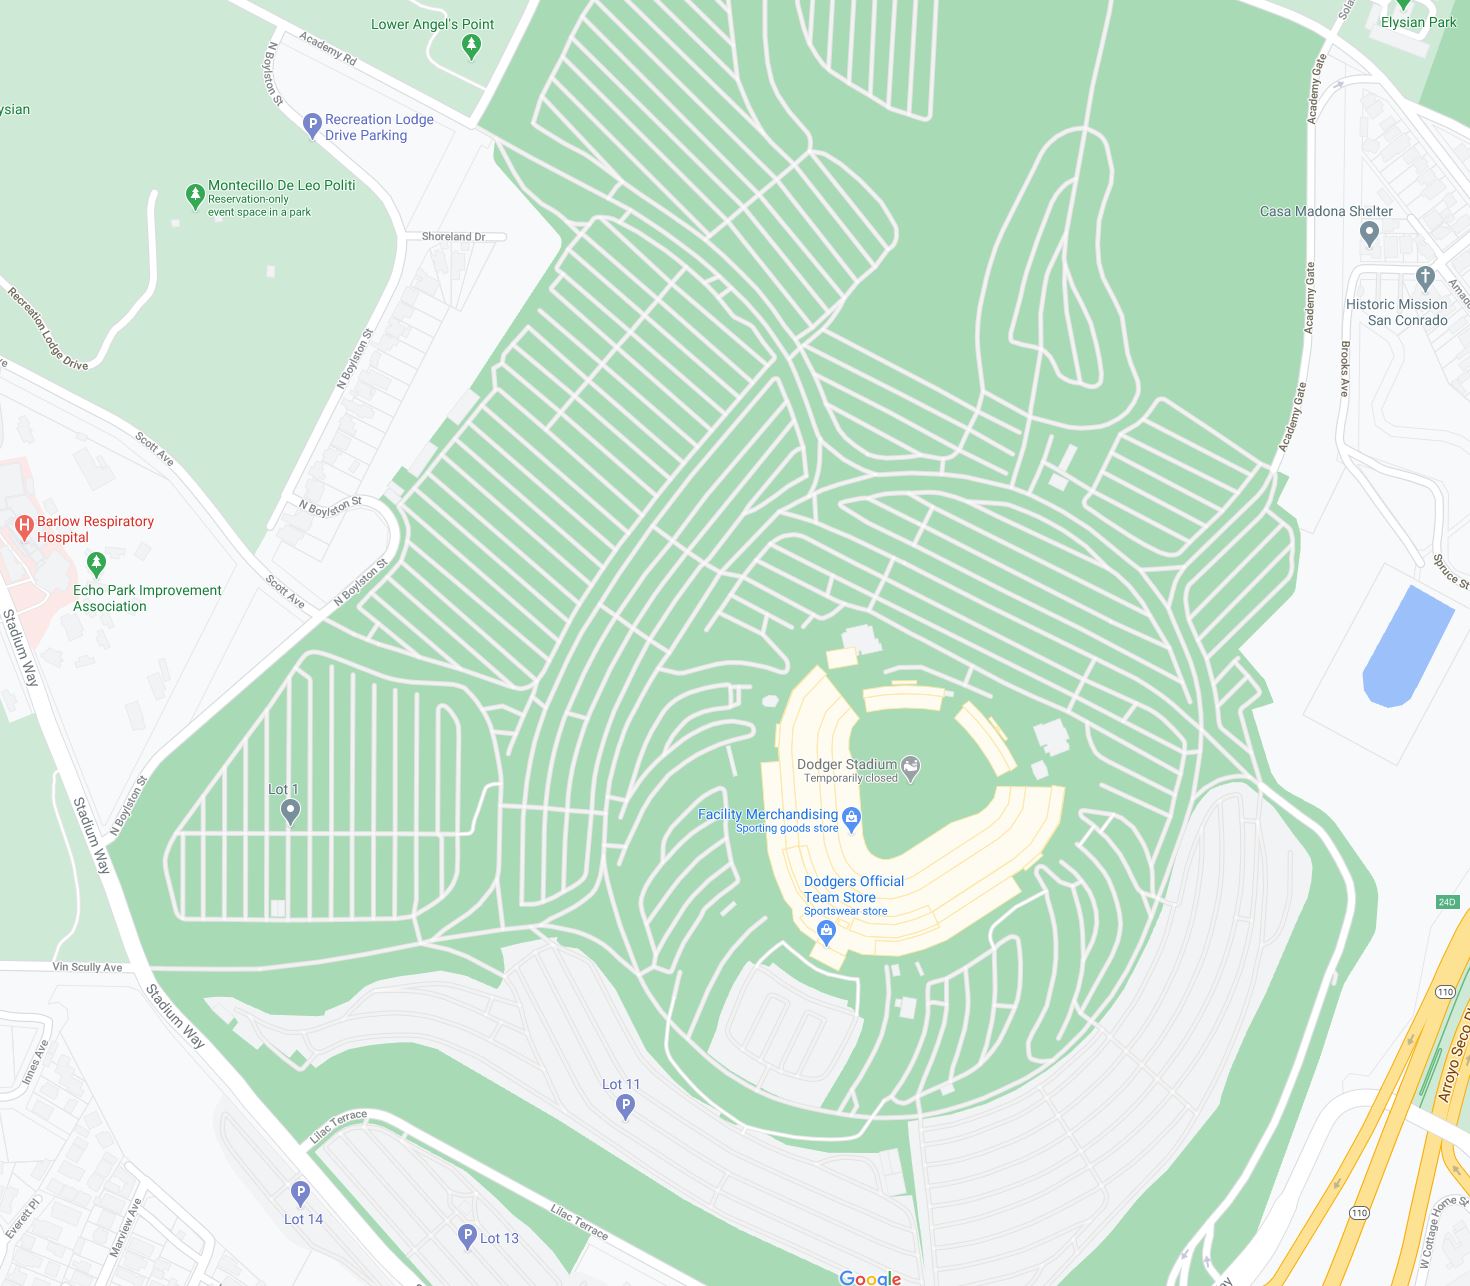 Lower Angel's Point
Elysian Park
Academy Rd
N Boylston St
Academy Gate
ysian
Recreation Lodge
Drive Parking
Montecillo De Leo Politi
Reservation-only
event space in a park
Casa Madona Shelter
Shoreland Dr
Academy Gate
Historic Mission
San Conrado
Recreation Lodge Drive
N Boylston St
Brooks Ave
Academy Gate
Scott Ave
N Boylston St
Barlow Respiratory
Hospital
Echo Park Improvement
Association
Scott Ave
N Boylston St
Spruce St
Stadium Way
Dodger Stadium
Temporarily closed
Lot 1
Facility Merchandising
Sporting goods store
N Boylston St
Stadium Way
Dodgers Official
Team Store
Sportswear store
24D
Vin Scully Ave
110
Stadium Way
Innes Ave
Lot 11
Lilac Terrace
Lot 14
110
Everett Pl
Marview Ave
Lilac Terrace
Lot 13
W Cottage Home St
Google